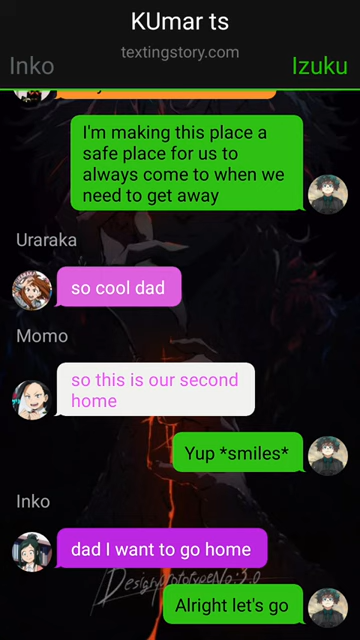 KUmar ts
textingstory.com
Inko
Izuku
I'm making this place a
safe place for us to
always come to when we
need to get away
Uraraka
so cool dad
Momo
so this is our second
home
Yup *smiles*
Inko
dad I want to go home
Alright let's go